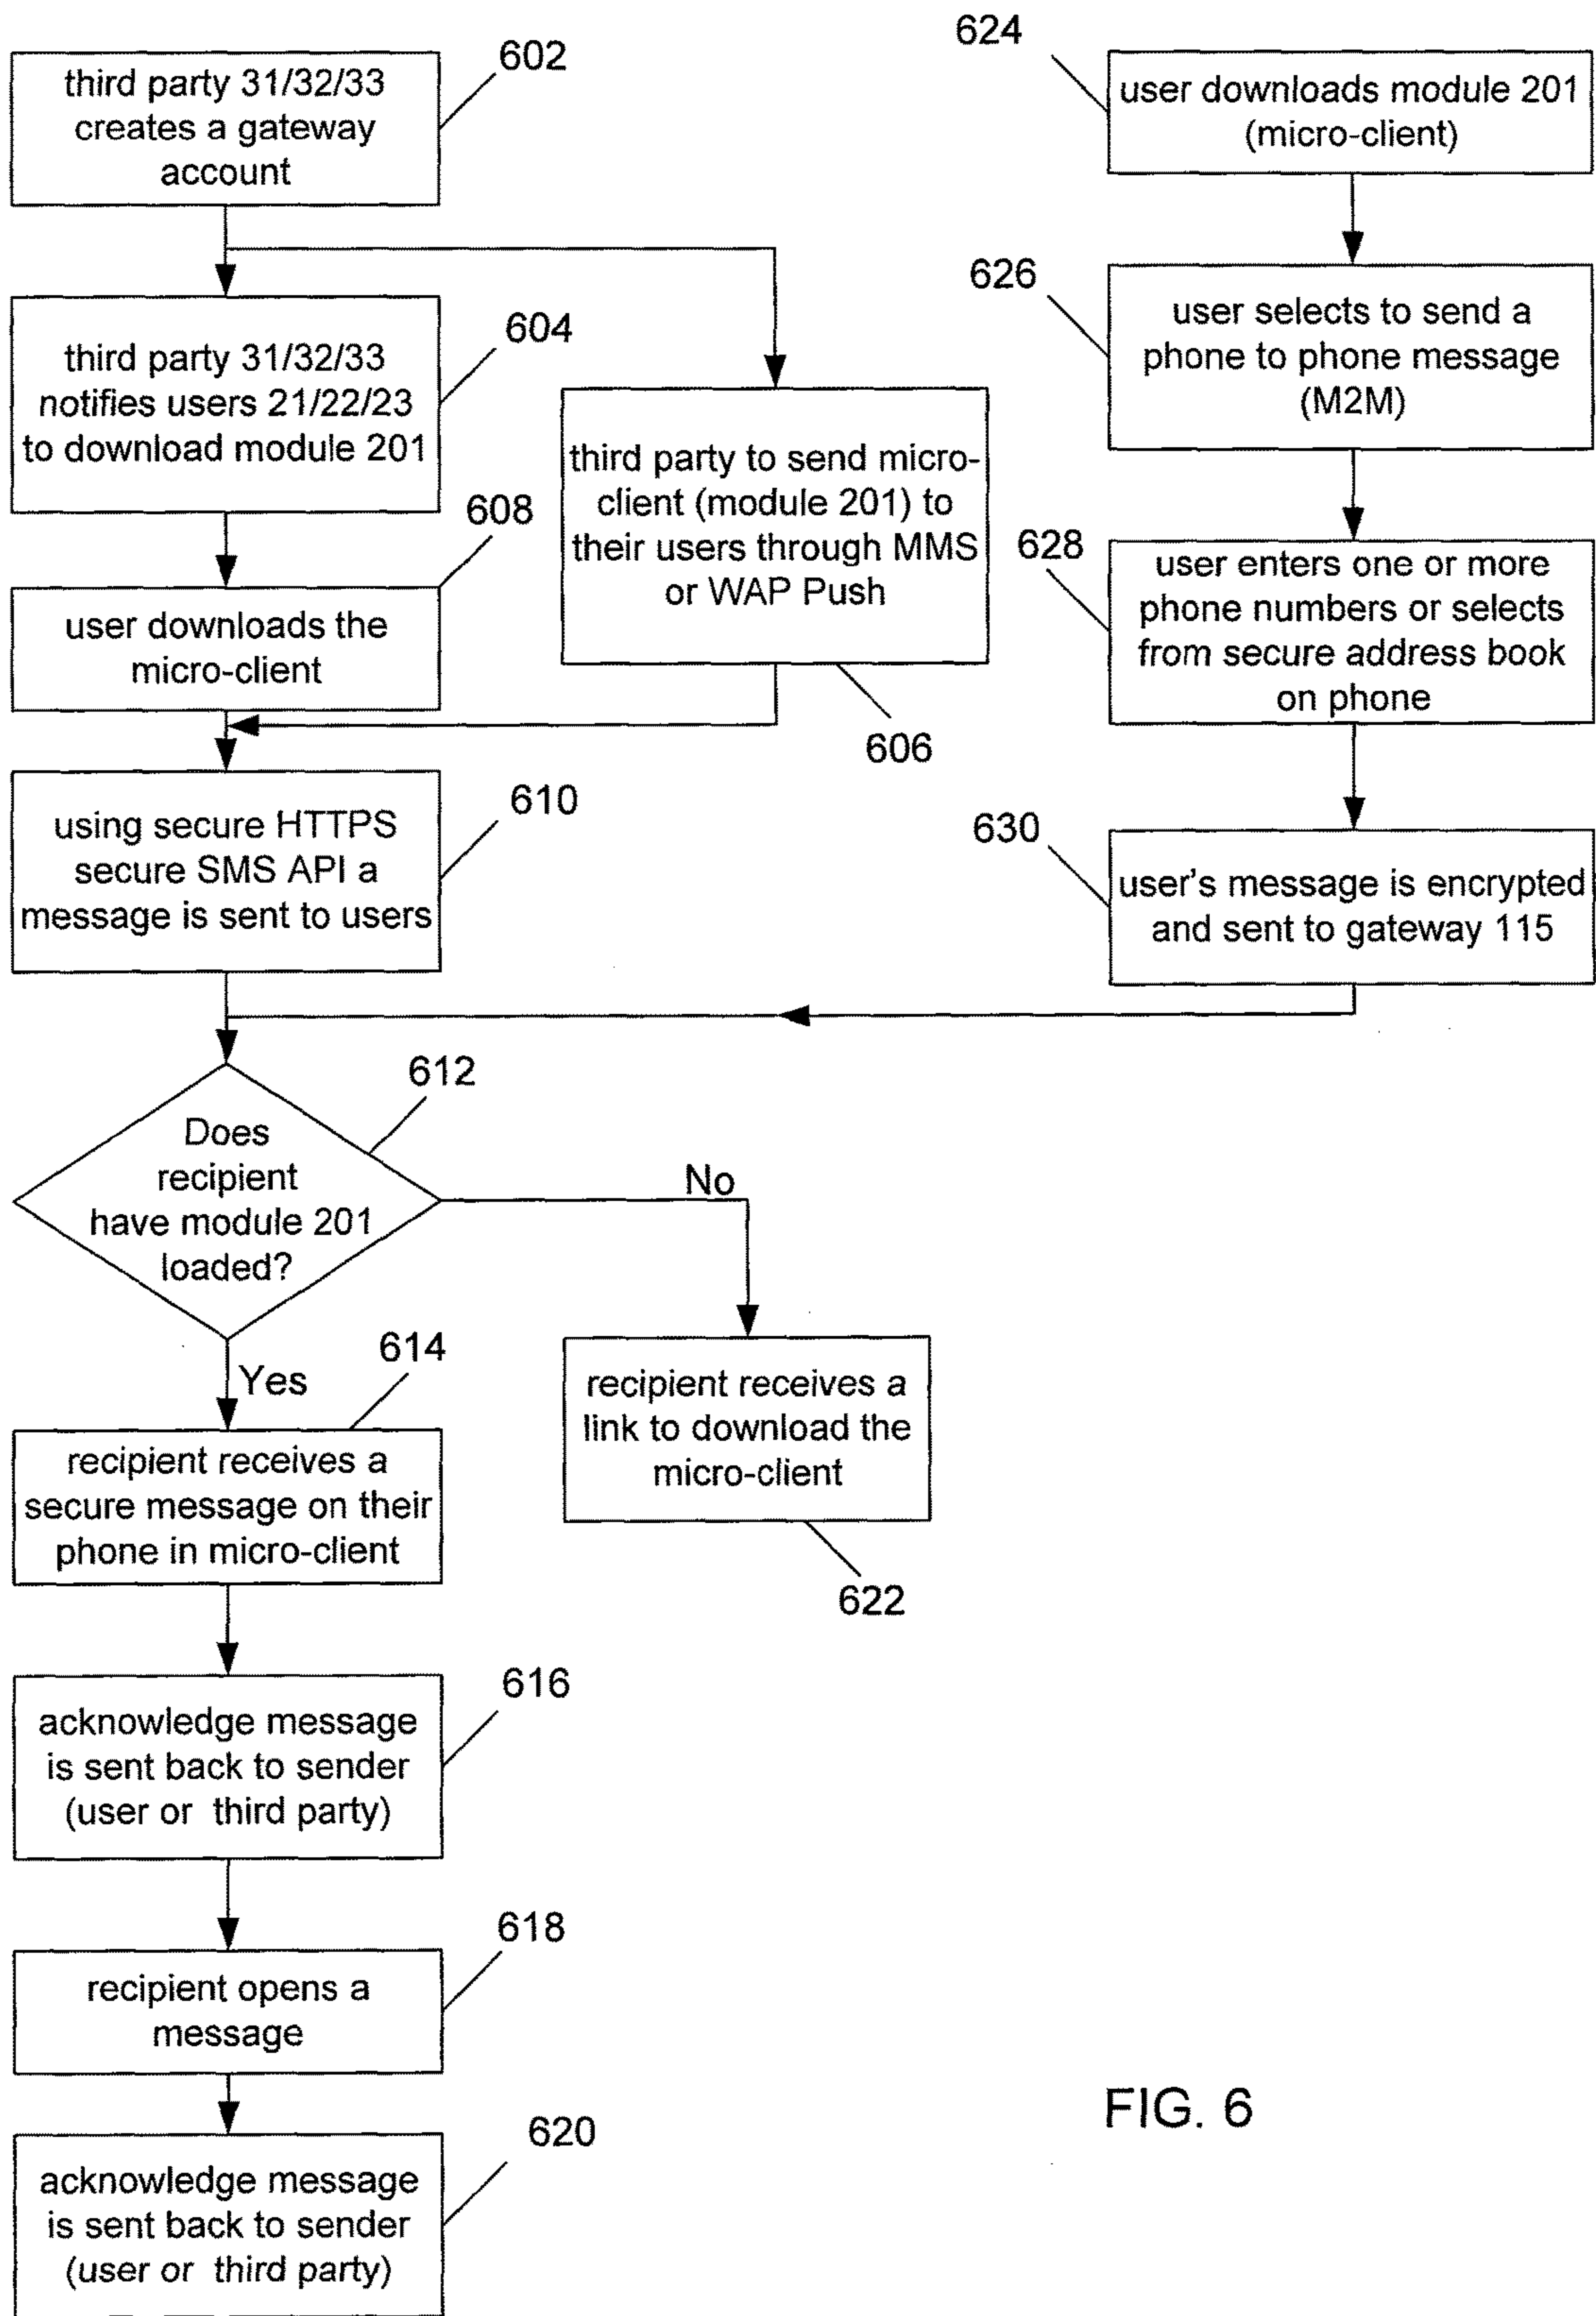 602
third party 31/32/33
creates a gateway
account
604
third party 31/32/33
notifies users 21/22/23
to download module 201
608
user downloads the
micro-client
third party to send micro-
client (module 201) to
their users through MMS
or WAP Push
606
610
using secure HTTPS
secure SMS API a
message is sent to users
624
user downloads module 201
(micro-client)
626
user selects to send a
phone to phone message
(M2M)
628
user enters one or more
phone numbers or selects
from secure address book
on phone
630
user's message is encrypted
and sent to gateway 115
612
Does
recipient
have module 201
loaded?
No
Yes
614
recipient receives a
secure message on their
phone in micro-client
recipient receives a
link to download the
micro-client
622
616
acknowledge message
is sent back to sender
(user or third party)
618
recipient opens a
message
620
acknowledge message
is sent back to sender
(user or third party)
FIG. 6